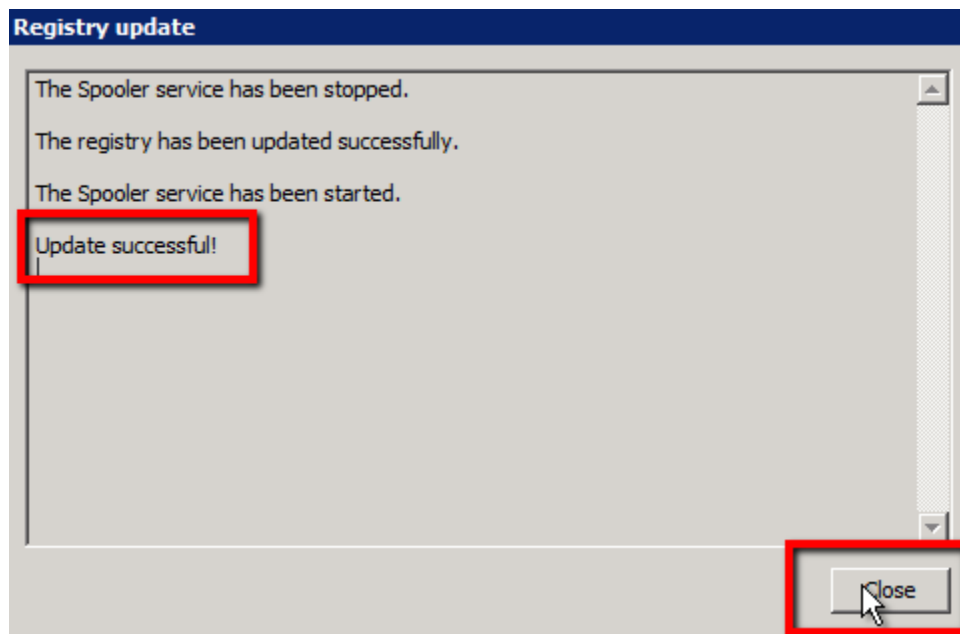 Registry update
The Spooler service has been stopped.
The registry has been updated successfully.
The Spooler service has been started.
Update successful!
Close